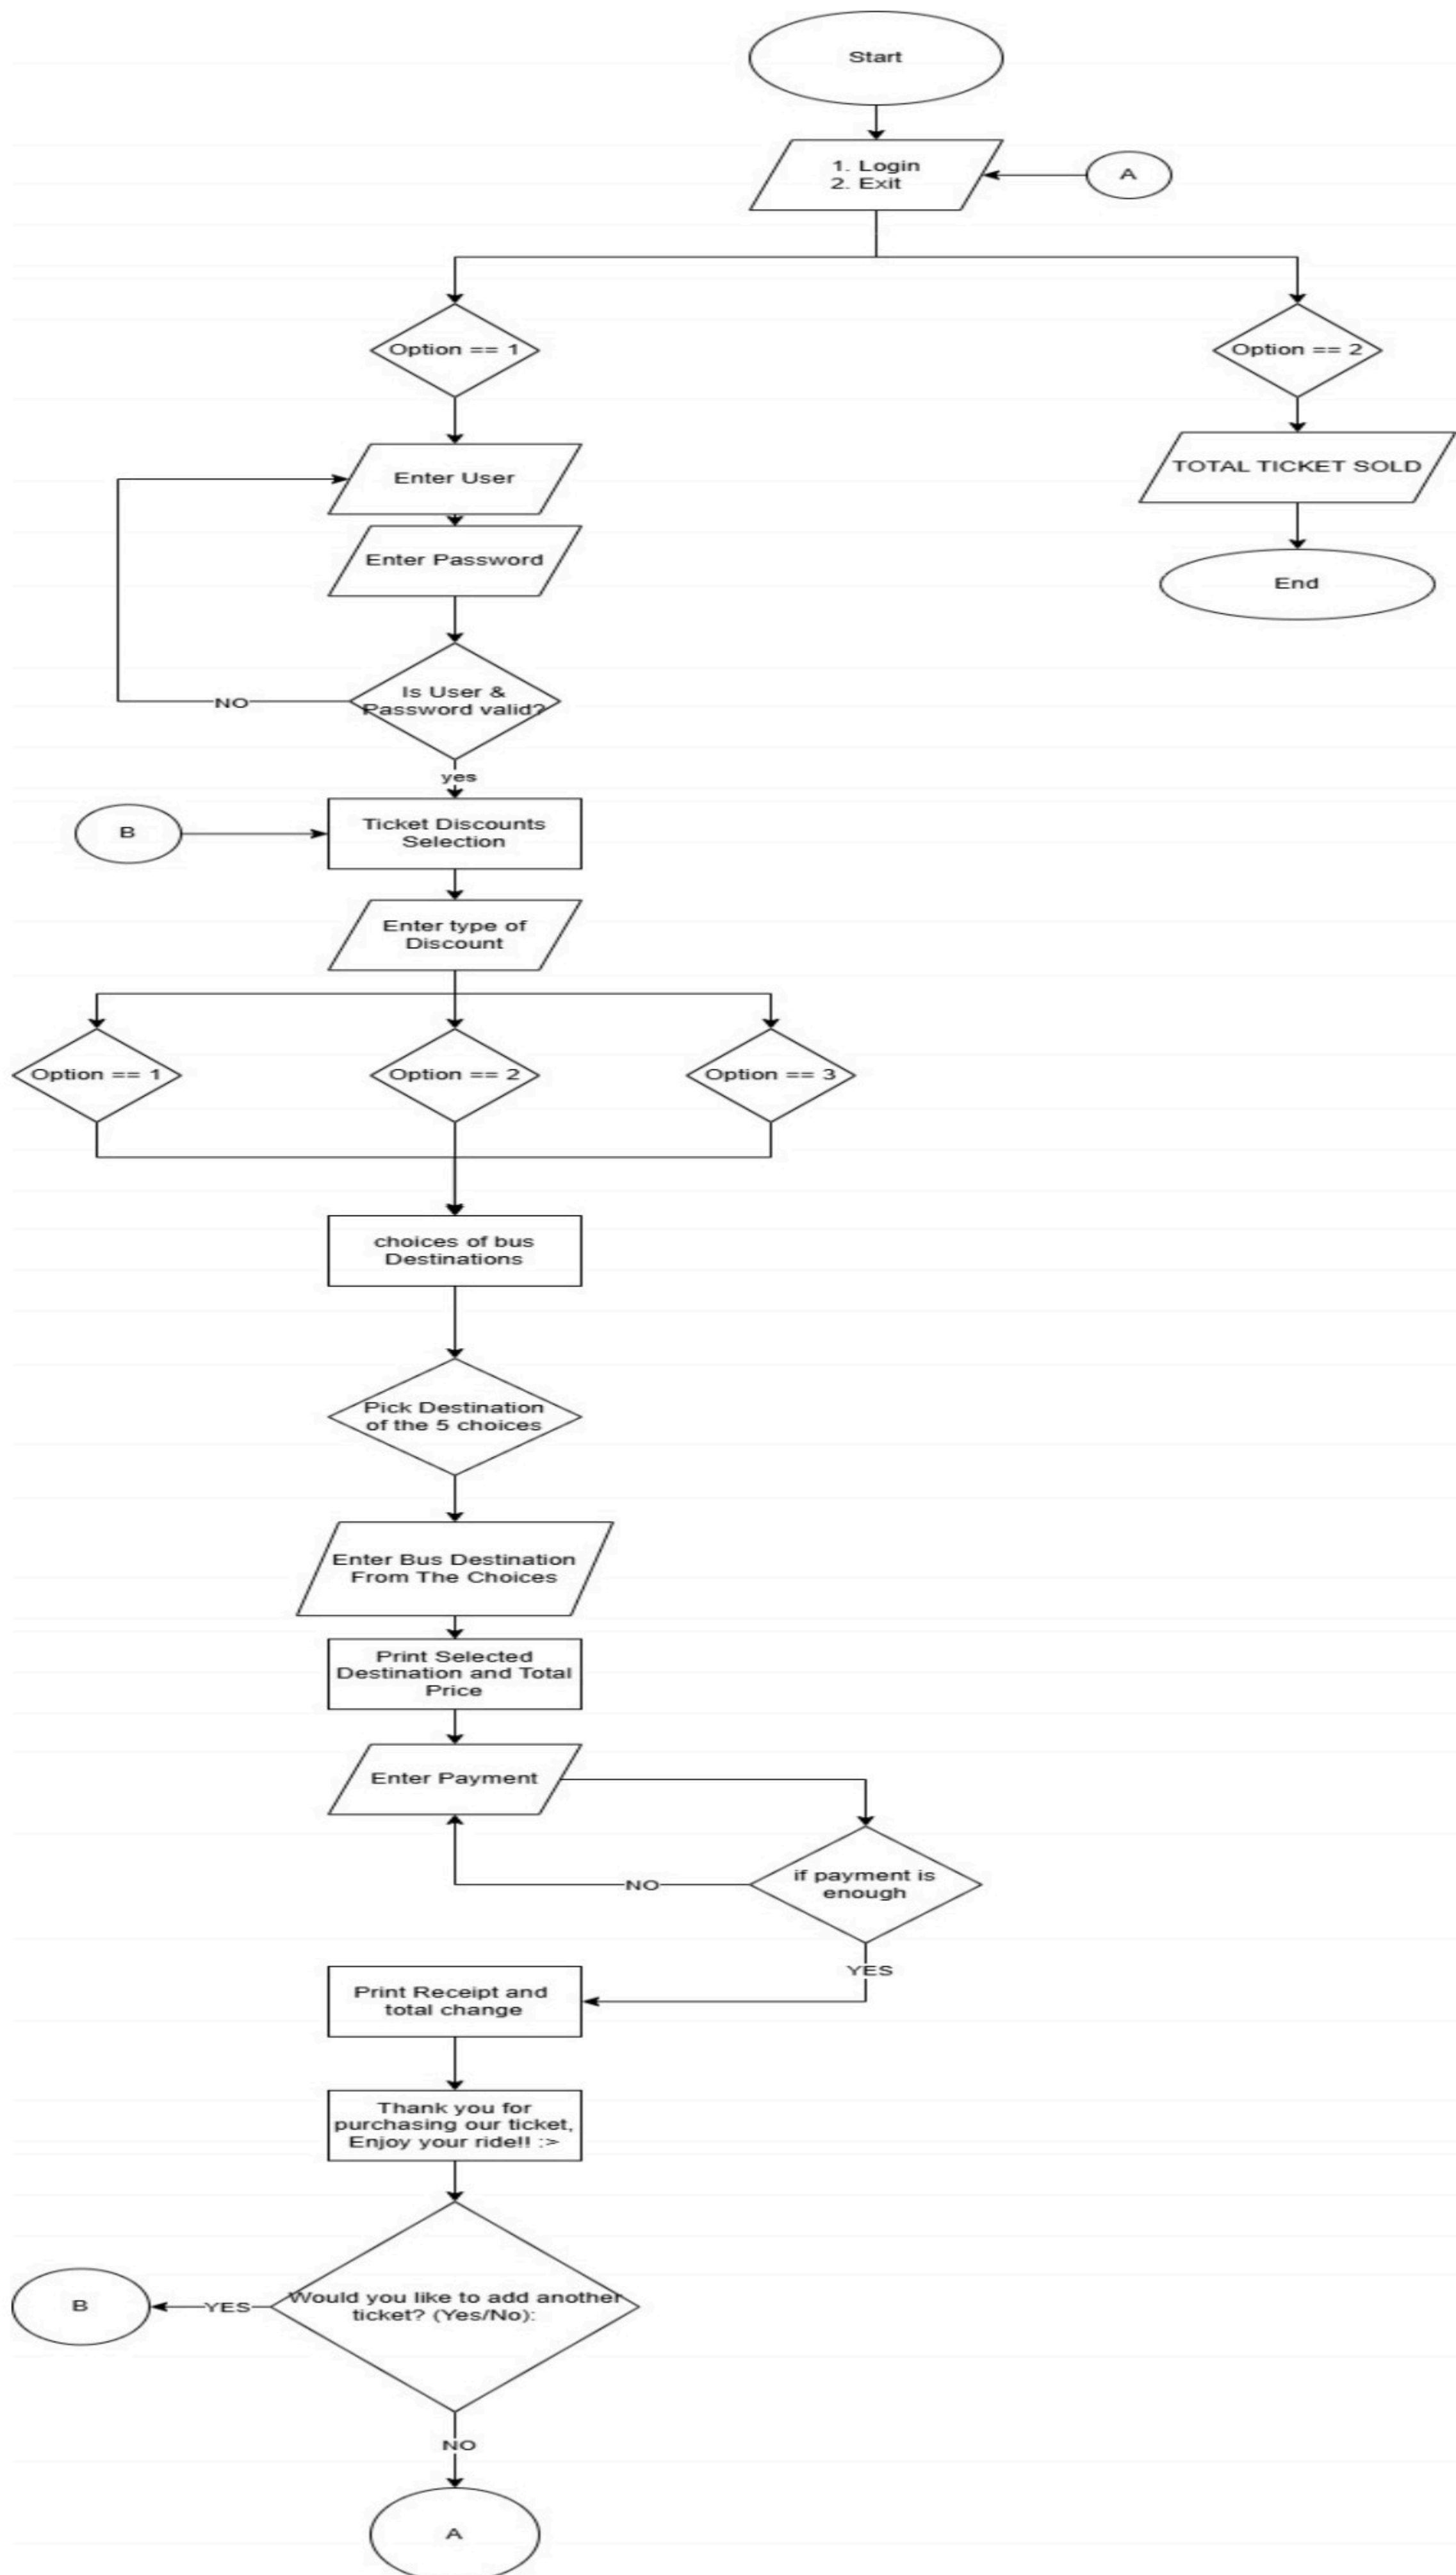 Start
1. Login
2. Exit
A
Option == 1
Option == 2
Enter User
TOTAL TICKET SOLD
Enter Password
End
Is User &
Password valid?
NO
yes
B
Ticket Discounts
Selection
Enter type of
Discount
Option == 1
Option == 2
Option == 3
choices of bus
Destinations
Pick Destination
of the 5 choices
Enter Bus Destination
From The Choices
Print Selected
Destination and Total
Price
Enter Payment
if payment is
enough
NO
YES
Print Receipt and
total change
Thank you for
purchasing our ticket,
Enjoy your ride!! :>
Would you like to add another
ticket? (Yes/No):
YES
B
NO
A